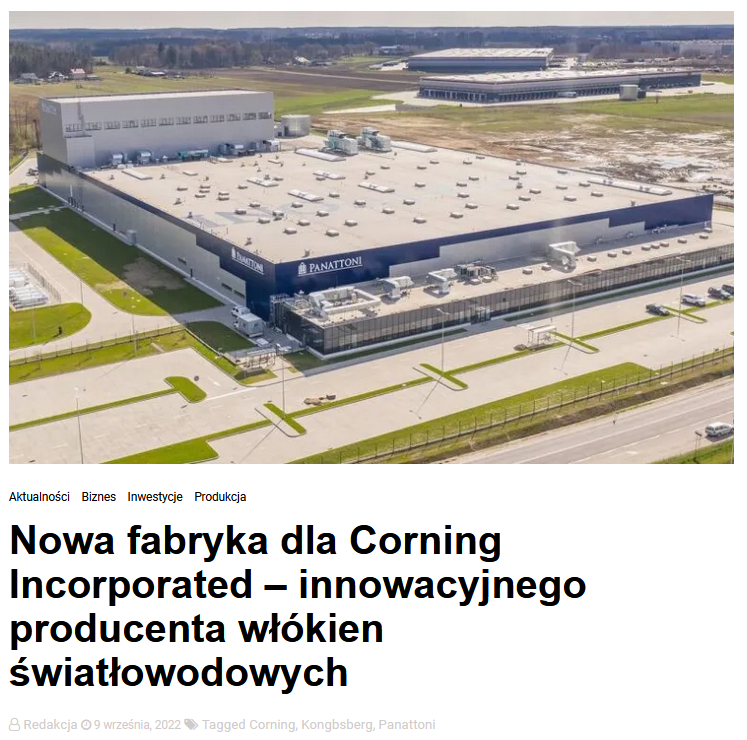 PANATTONI
PANATTONI
Aktualności Biznes Inwestycje Produkcja
Nowa fabryka dla Corning
Incorporated – innowacyjnego
producenta włókien
światłowodowych
Redakcja 9 września, 2022 Tagged Corning, Kongbsberg, Panattoni